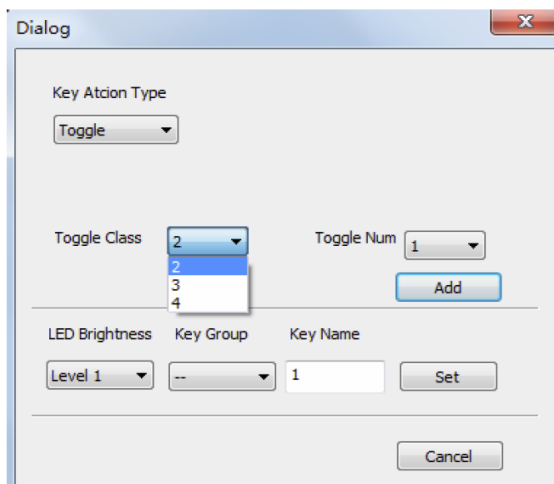 Dialog
Key Atcion Type
Toggle
Toggle Class 2 Toggle Num 1
2
3
4
Add
LED Brightness Key Group Key Name
Level 1 -- 1 Set
Cancel